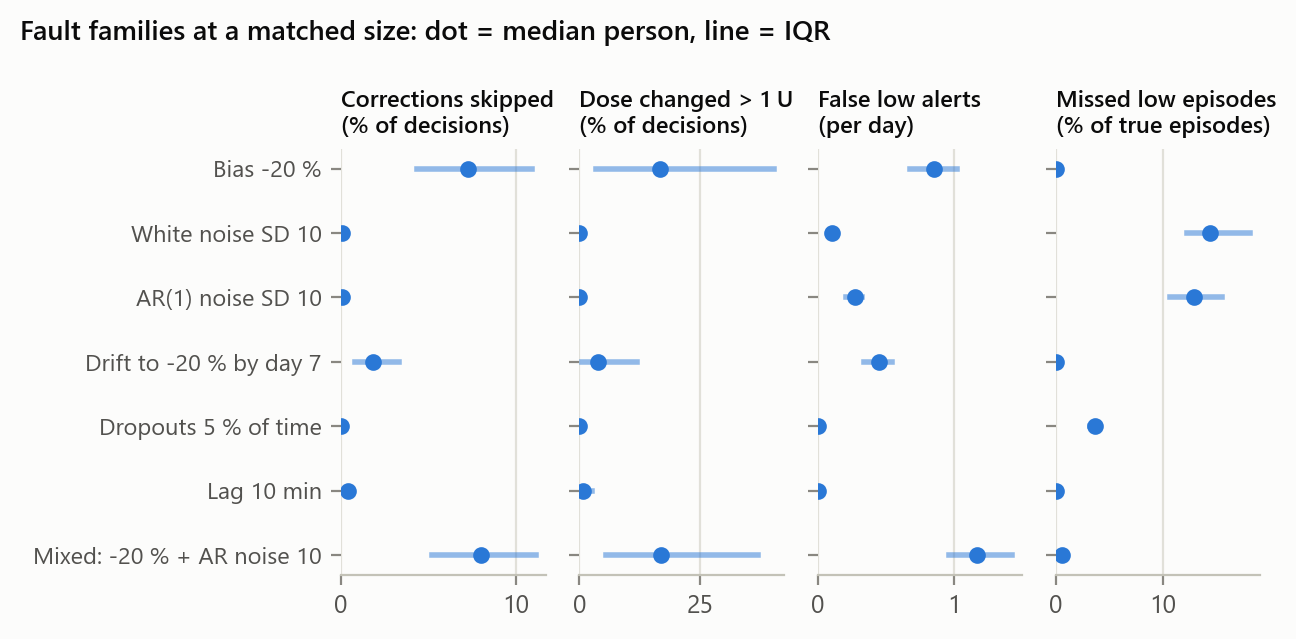 Fault families at a matched size: dot = median person, line = IQR
Corrections skipped
(% of decisions)
Dose changed > 1 U
(% of decisions)
False low alerts
(per day)
Missed low episodes
(% of true episodes)
Bias -20 %
White noise SD 10
AR(1) noise SD 10
Drift to -20 % by day 7
Dropouts 5 % of time
Lag 10 min
Mixed: -20 % + AR noise 10
0 10 0 25 0 1 0 10